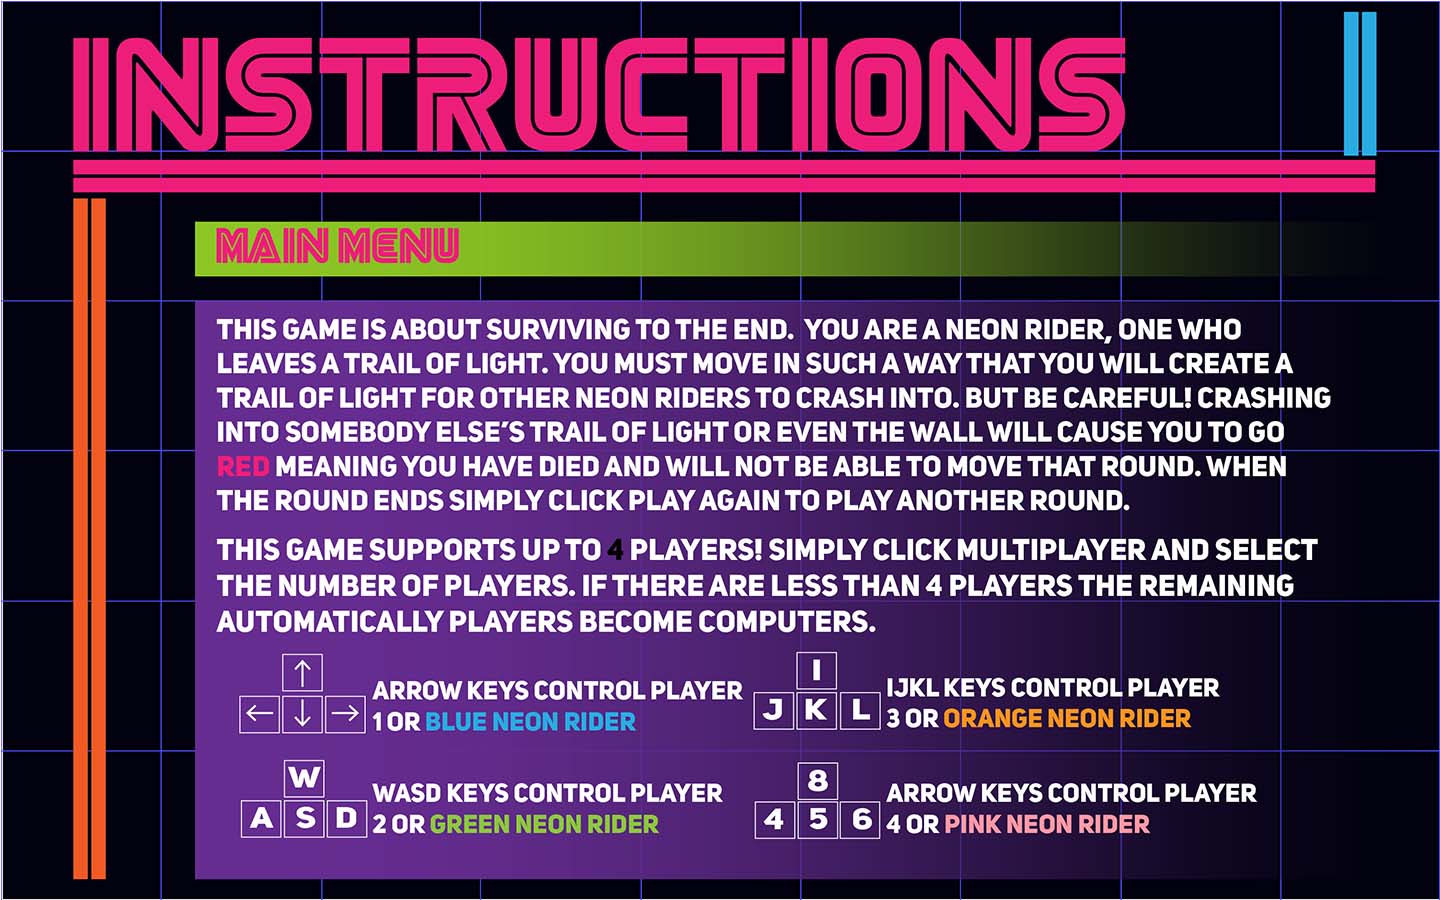 INSTRUCTIONS
MAIN MENU
THIS GAME IS ABOUT SURVIVING TO THE END.  YOU ARE A NEON RIDER, ONE WHO
LEAVES A TRAIL OF LIGHT. YOU MUST MOVE IN SUCH A WAY THAT YOU WILL CREATE A
TRAIL OF LIGHT FOR OTHER NEON RIDERS TO CRASH INTO. BUT BE CAREFUL! CRASHING
INTO SOMEBODY ELSE'S TRAIL OF LIGHT OR EVEN THE WALL WILL CAUSE YOU TO GO
RED MEANING YOU HAVE DIED AND WILL NOT BE ABLE TO MOVE THAT ROUND. WHEN
THE ROUND ENDS SIMPLY CLICK PLAY AGAIN TO PLAY ANOTHER ROUND.
THIS GAME SUPPORTS UP TO 4 PLAYERS! SIMPLY CLICK MULTIPLAYER AND SELECT
THE NUMBER OF PLAYERS. IF THERE ARE LESS THAN 4 PLAYERS THE REMAINING
AUTOMATICALLY PLAYERS BECOME COMPUTERS.
↑
← ↓ →
ARROW KEYS CONTROL PLAYER
1 OR BLUE NEON RIDER
I
J K L
IJKL KEYS CONTROL PLAYER
3 OR ORANGE NEON RIDER
W
A S D
WASD KEYS CONTROL PLAYER
2 OR GREEN NEON RIDER
8
4 5 6
ARROW KEYS CONTROL PLAYER
4 OR PINK NEON RIDER